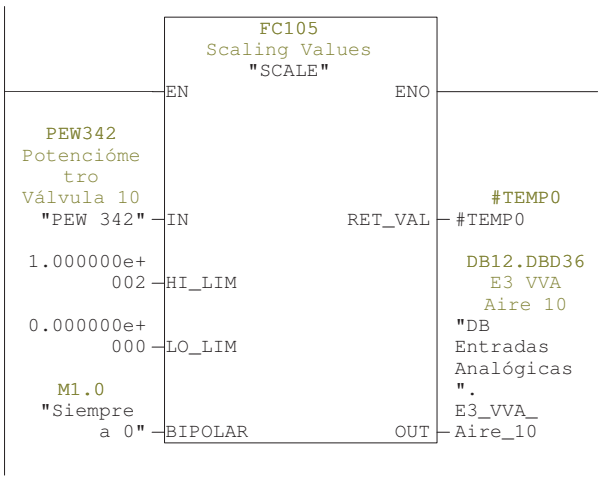 FC105
Scaling Values
"SCALE"
EN ENO
PEW342
Potencióme
tro
Válvula 10
"PEW 342" IN
#TEMP0
RET_VAL #TEMP0
1.000000e+
002 HI_LIM
0.000000e+
000 LO_LIM
M1.0
"Siempre
a 0" BIPOLAR
DB12.DBD36
E3 VVA
Aire 10
"DB
Entradas
Analógicas
".
E3_VVA_
OUT Aire_10